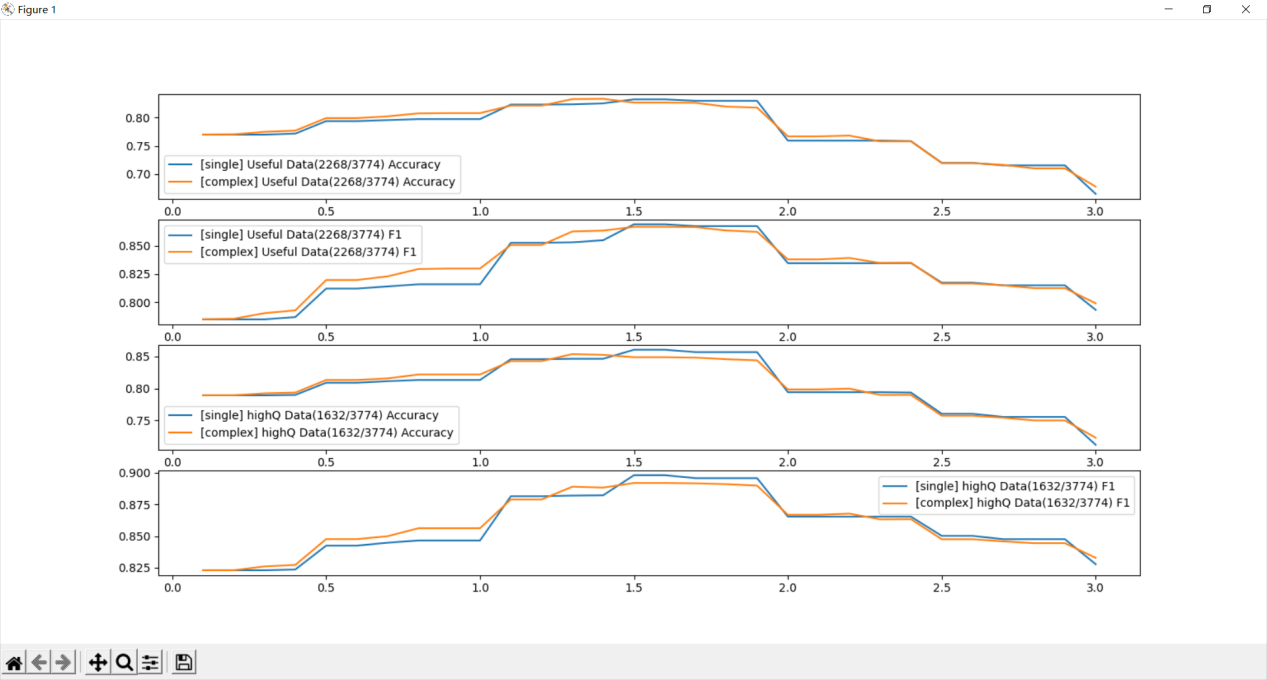 Figure 1
0.80
0.75
0.70
[single] Useful Data(2268/3774) Accuracy
[complex] Useful Data(2268/3774) Accuracy
0.0 0.5 1.0 1.5 2.0 2.5 3.0
[single] Useful Data(2268/3774) F1
[complex] Useful Data(2268/3774) F1
0.850
0.825
0.800
0.0 0.5 1.0 1.5 2.0 2.5 3.0
0.85
0.80
0.75
[single] highQ Data(1632/3774) Accuracy
[complex] highQ Data(1632/3774) Accuracy
0.0 0.5 1.0 1.5 2.0 2.5 3.0
0.900
0.875
0.850
0.825
[single] highQ Data(1632/3774) F1
[complex] highQ Data(1632/3774) F1
0.0 0.5 1.0 1.5 2.0 2.5 3.0